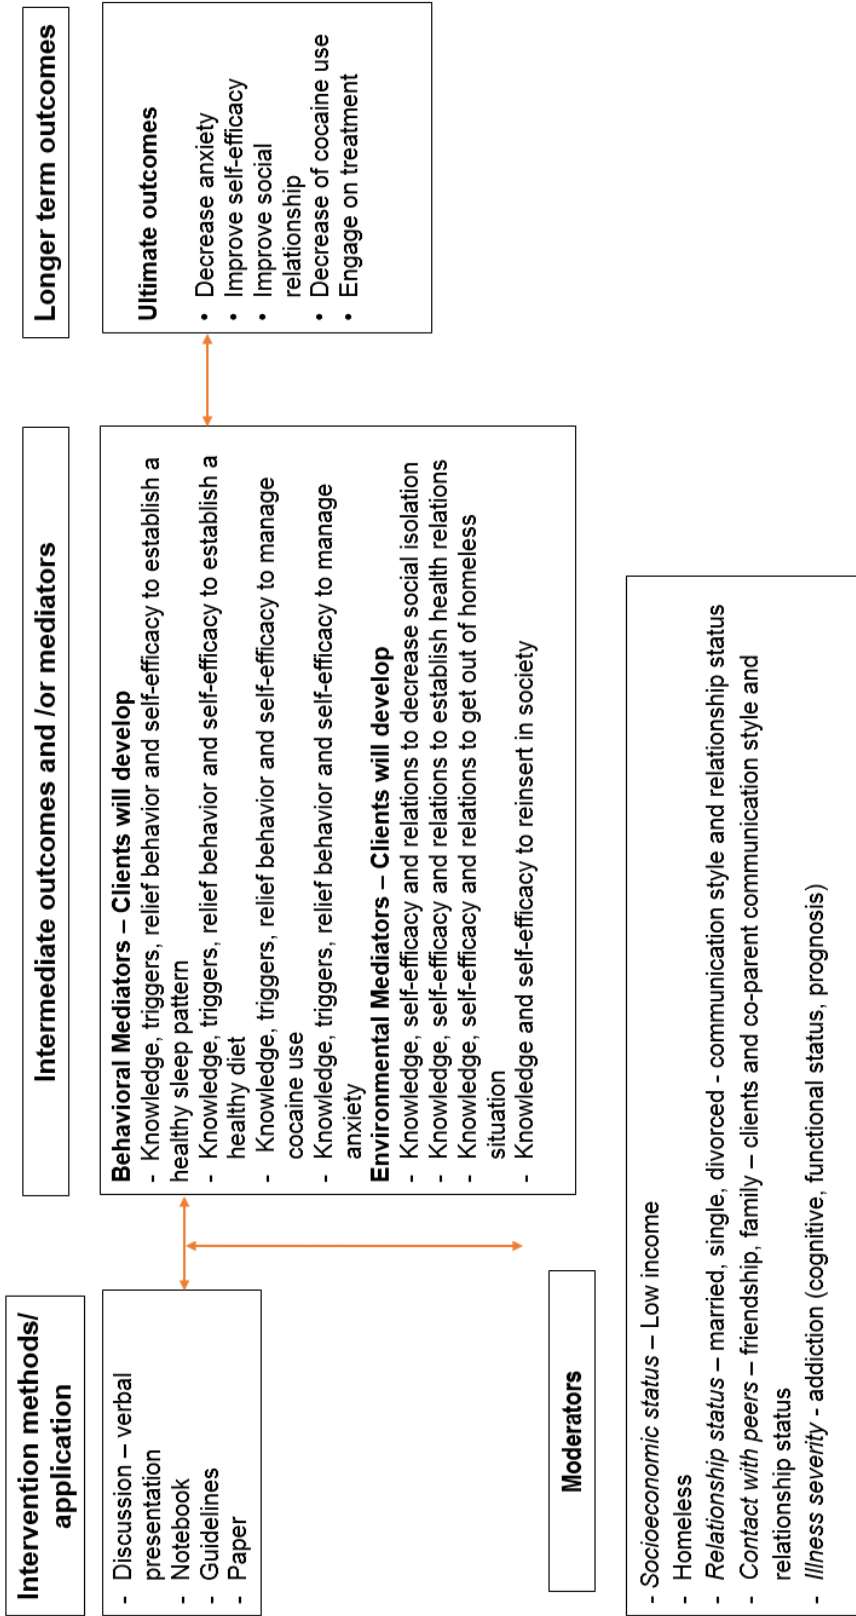 Intervention methods/
application
- Discussion – verbal
presentation
- Notebook
- Guidelines
- Paper
Intermediate outcomes and /or mediators
Behavioral Mediators – Clients will develop
- Knowledge, triggers, relief behavior and self-efficacy to establish a
healthy sleep pattern
- Knowledge, triggers, relief behavior and self-efficacy to establish a
healthy diet
- Knowledge, triggers, relief behavior and self-efficacy to manage
cocaine use
- Knowledge, triggers, relief behavior and self-efficacy to manage
anxiety
Environmental Mediators – Clients will develop
- Knowledge, self-efficacy and relations to decrease social isolation
- Knowledge, self-efficacy and relations to establish health relations
- Knowledge, self-efficacy and relations to get out of homeless
situation
- Knowledge and self-efficacy to reinsert in society
Longer term outcomes
Ultimate outcomes
• Decrease anxiety
• Improve self-efficacy
• Improve social
relationship
• Decrease of cocaine use
• Engage on treatment
Moderators
- Socioeconomic status – Low income
- Homeless
- Relationship status – married, single, divorced - communication style and relationship status
- Contact with peers – friendship, family – clients and co-parent communication style and
relationship status
- Illness severity - addiction (cognitive, functional status, prognosis)